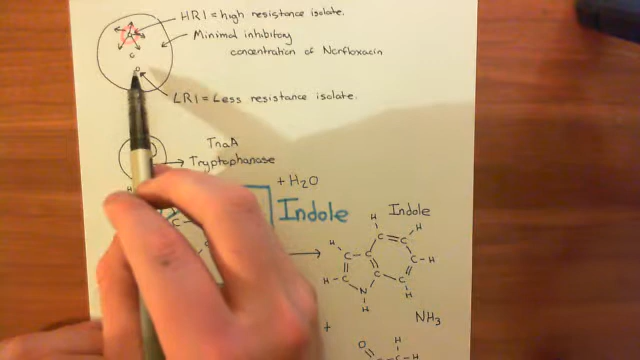 HRI = high resistance isolate.
Minimal inhibitory
concentration of Norfloxacin
LRI = Less resistance isolate.
TnaA
Tryptophanase
+ H2O
Indole
Indole
H
H
C
C
H
C
C
C
C
H
H
C
C
C
N
H
H
NH3
+
H
O
C
C
H